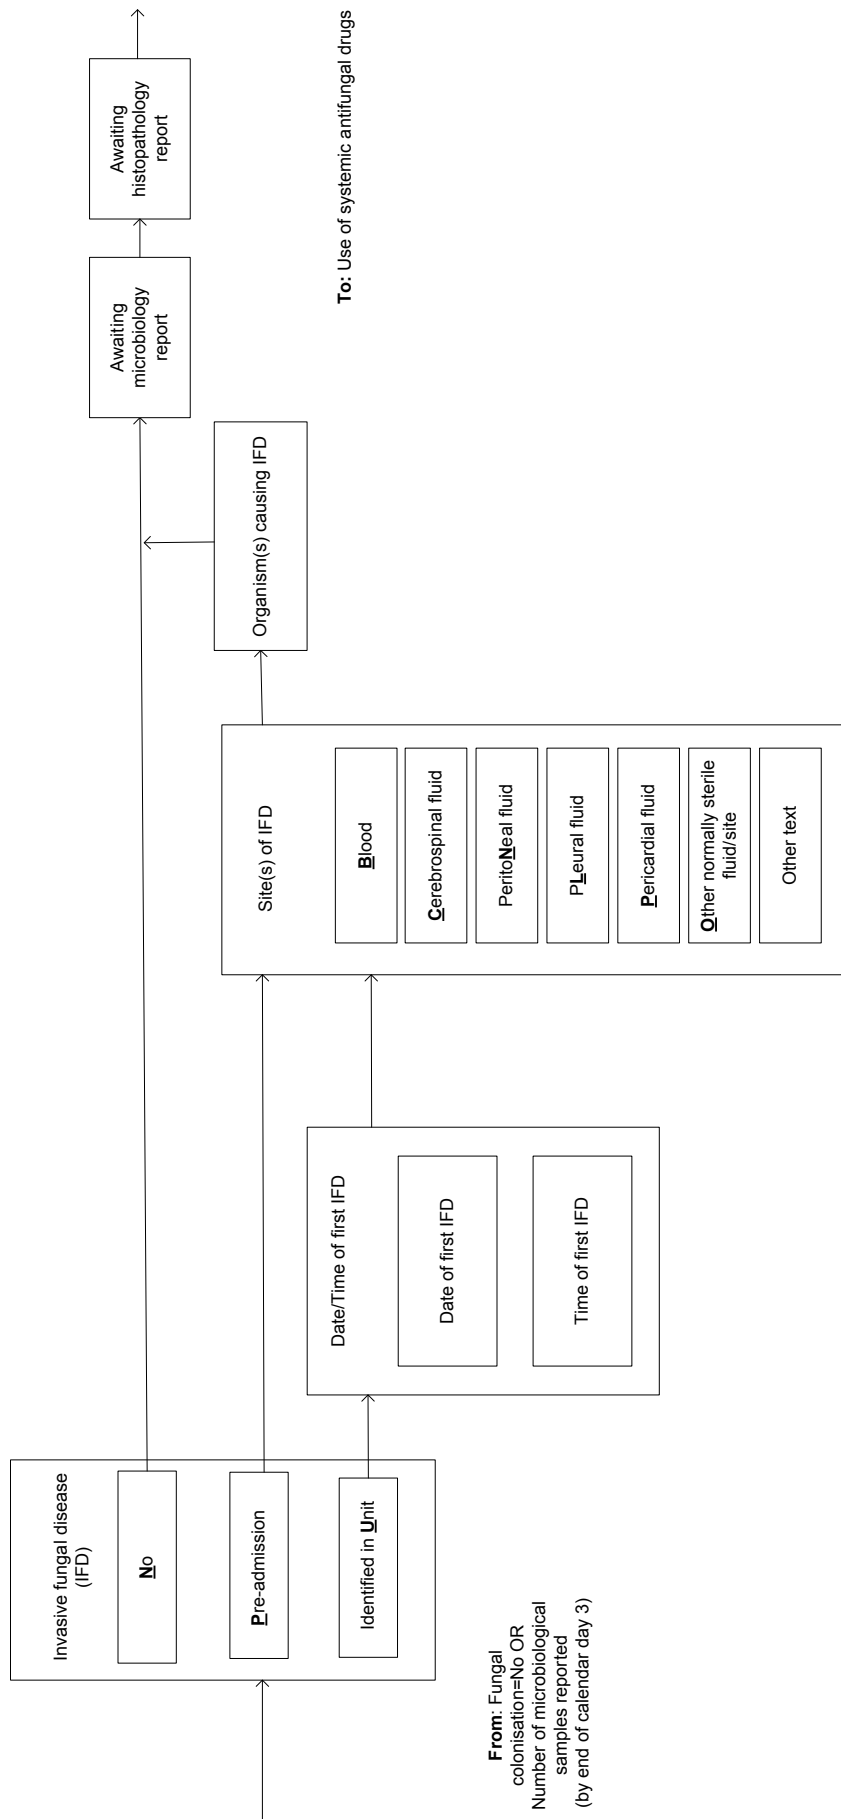 Invasive fungal disease
(IFD)
No
Pre-admission
Identified in Unit
From: Fungal
colonisation=No OR
Number of microbiological
samples reported
(by end of calendar day 3)
Date/Time of first IFD
Date of first IFD
Time of first IFD
Site(s) of IFD
Blood
Cerebrospinal fluid
PeritoNeal fluid
PLeural fluid
Pericardial fluid
Other normally sterile
fluid/site
Other text
Organism(s) causing IFD
Awaiting
microbiology
report
Awaiting
histopathology
report
To: Use of systemic antifungal drugs